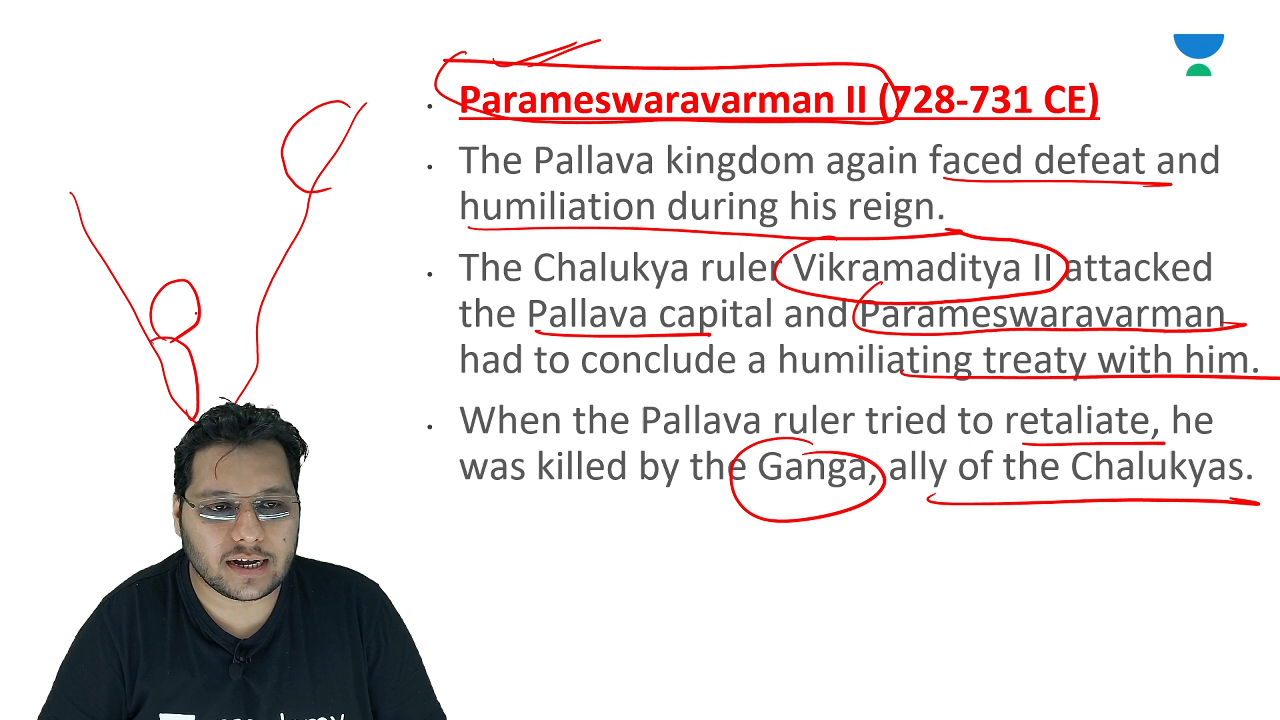 Parameswaravarman II (728-731 CE)
The Pallava kingdom again faced defeat and
humiliation during his reign.
The Chalukya ruler Vikramaditya II attacked
the Pallava capital and Parameswaravarman
had to conclude a humiliating treaty with him.
When the Pallava ruler tried to retaliate, he
was killed by the Ganga, ally of the Chalukyas.